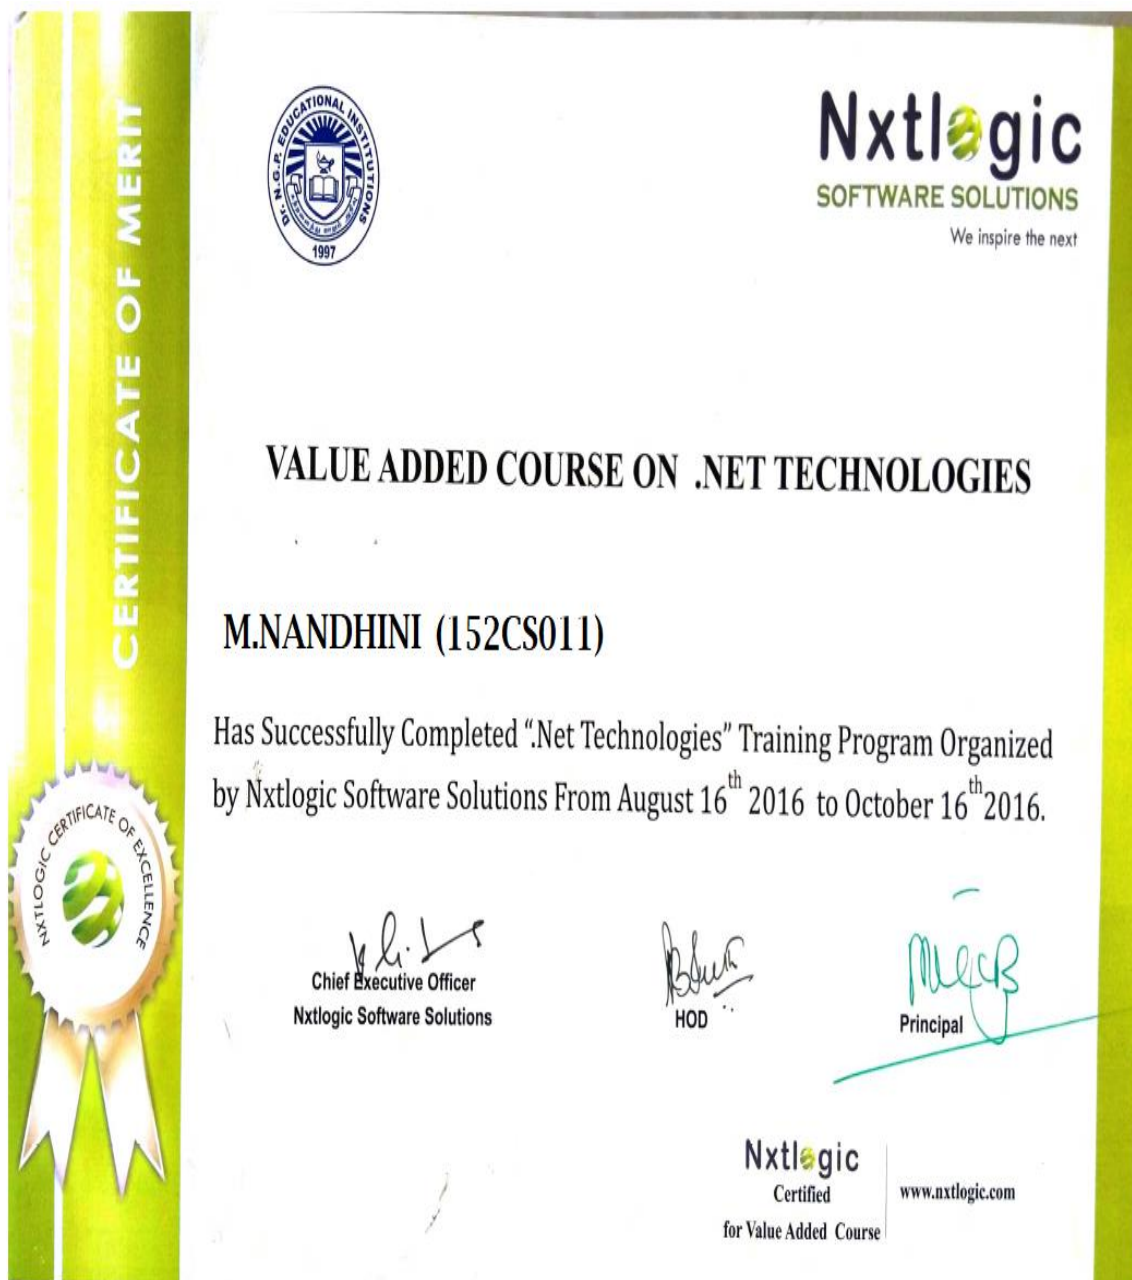 CERTIFICATE OF MERIT
Dr. N.G.P. EDUCATIONAL INSTITUTIONS
1997
Nxtlogic
SOFTWARE SOLUTIONS
We inspire the next
VALUE ADDED COURSE ON .NET TECHNOLOGIES
M.NANDHINI (152CS011)
Has Successfully Completed “.Net Technologies” Training Program Organized
by Nxtlogic Software Solutions From August 16th 2016 to October 16th 2016.
NXTLOGIC CERTIFICATE OF EXCELLENCE
Chief Executive Officer
Nxtlogic Software Solutions
HOD
Principal
Nxtlogic
Certified
for Value Added Course
www.nxtlogic.com